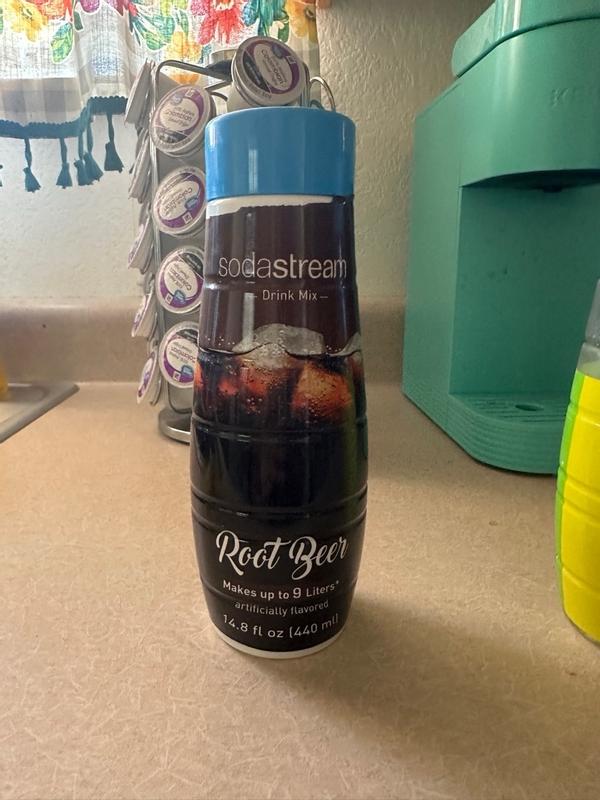 sodastream
Drink Mix
Root Beer
Makes up to 9 Liters*
artificially flavored
14.8 fl oz (440 ml)